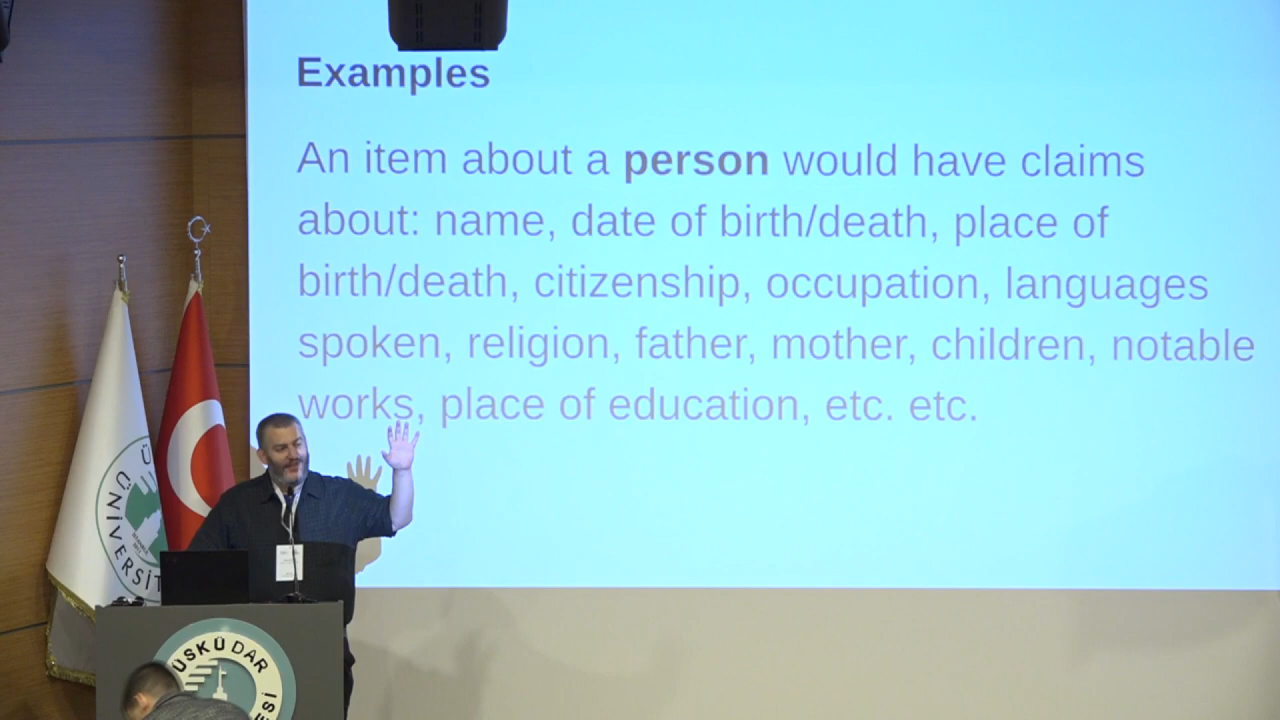 Examples
An item about a person would have claims
about: name, date of birth/death, place of
birth/death, citizenship, occupation, languages
spoken, religion, father, mother, children, notable
works, place of education, etc. etc.
ÜSKÜDAR